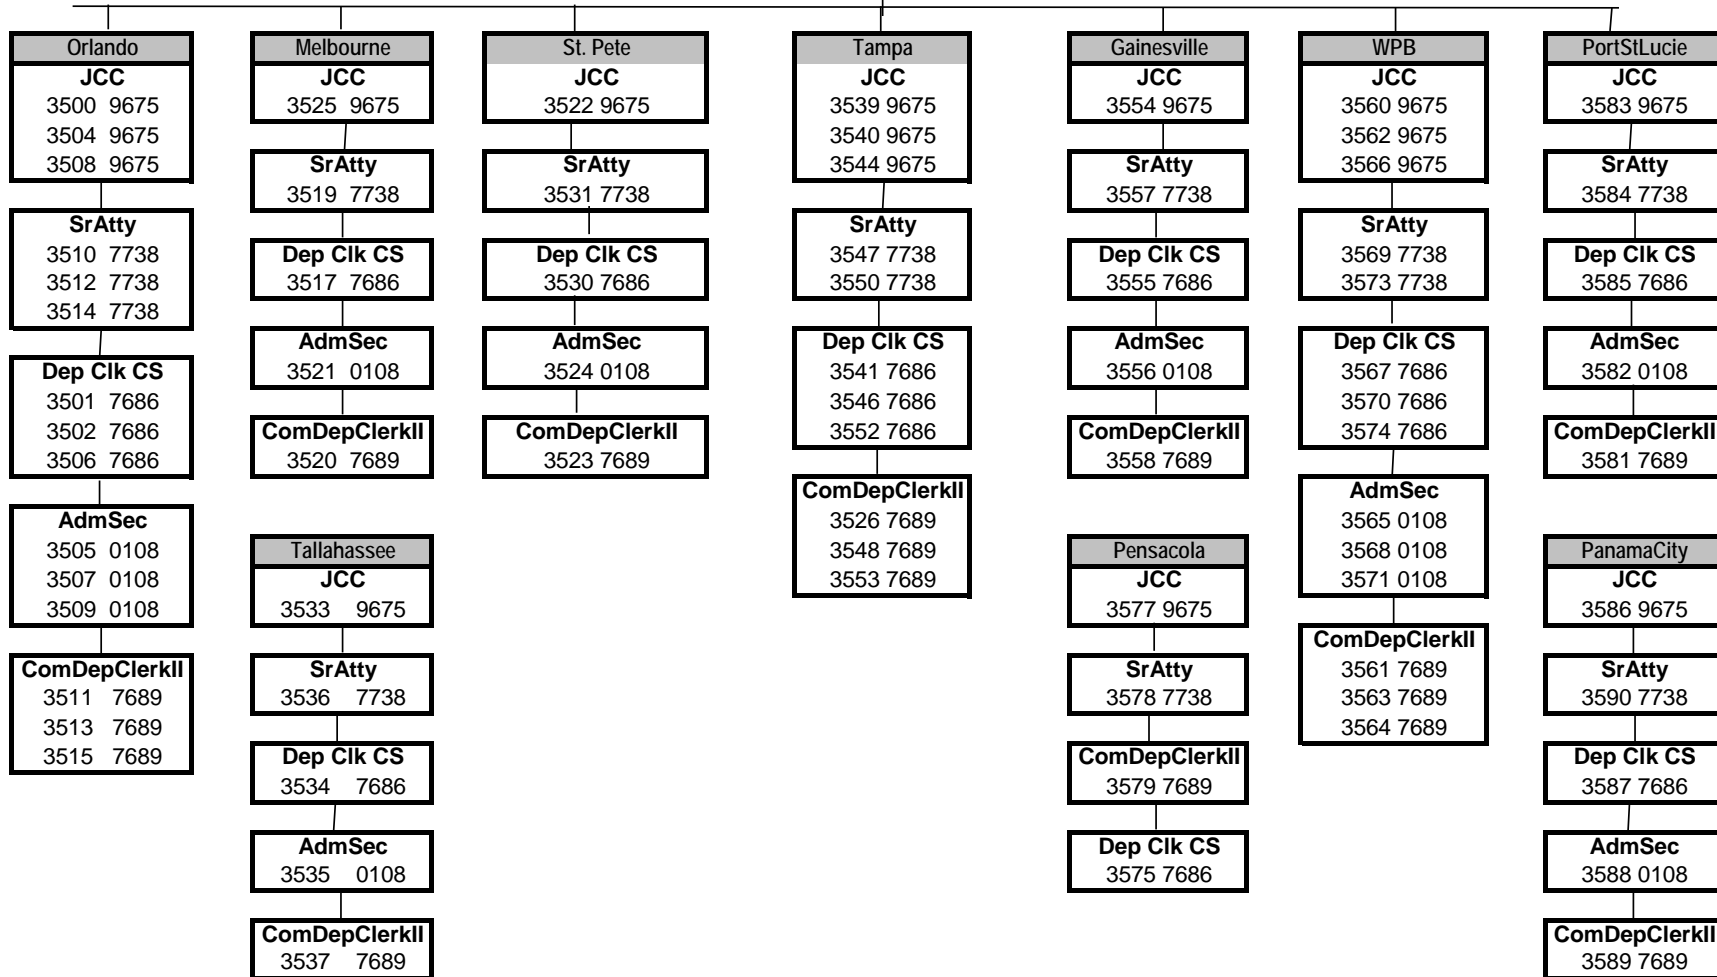 Orlando
JCC
3500 9675
3504 9675
3508 9675
SrAtty
3510 7738
3512 7738
3514 7738
Dep Clk CS
3501 7686
3502 7686
3506 7686
AdmSec
3505 0108
3507 0108
3509 0108
ComDepClerkII
3511 7689
3513 7689
3515 7689
Melbourne
JCC
3525 9675
SrAtty
3519 7738
Dep Clk CS
3517 7686
AdmSec
3521 0108
ComDepClerkII
3520 7689
Tallahassee
JCC
3533 9675
SrAtty
3536 7738
Dep Clk CS
3534 7686
AdmSec
3535 0108
ComDepClerkII
3537 7689
St. Pete
JCC
3522 9675
SrAtty
3531 7738
Dep Clk CS
3530 7686
AdmSec
3524 0108
ComDepClerkII
3523 7689
Tampa
JCC
3539 9675
3540 9675
3544 9675
SrAtty
3547 7738
3550 7738
Dep Clk CS
3541 7686
3546 7686
3552 7686
ComDepClerkII
3526 7689
3548 7689
3553 7689
Gainesville
JCC
3554 9675
SrAtty
3557 7738
Dep Clk CS
3555 7686
AdmSec
3556 0108
ComDepClerkII
3558 7689
Pensacola
JCC
3577 9675
SrAtty
3578 7738
ComDepClerkII
3579 7689
Dep Clk CS
3575 7686
WPB
JCC
3560 9675
3562 9675
3566 9675
SrAtty
3569 7738
3573 7738
Dep Clk CS
3567 7686
3570 7686
3574 7686
AdmSec
3565 0108
3568 0108
3571 0108
ComDepClerkII
3561 7689
3563 7689
3564 7689
PortStLucie
JCC
3583 9675
SrAtty
3584 7738
Dep Clk CS
3585 7686
AdmSec
3582 0108
ComDepClerkII
3581 7689
PanamaCity
JCC
3586 9675
SrAtty
3590 7738
Dep Clk CS
3587 7686
AdmSec
3588 0108
ComDepClerkII
3589 7689